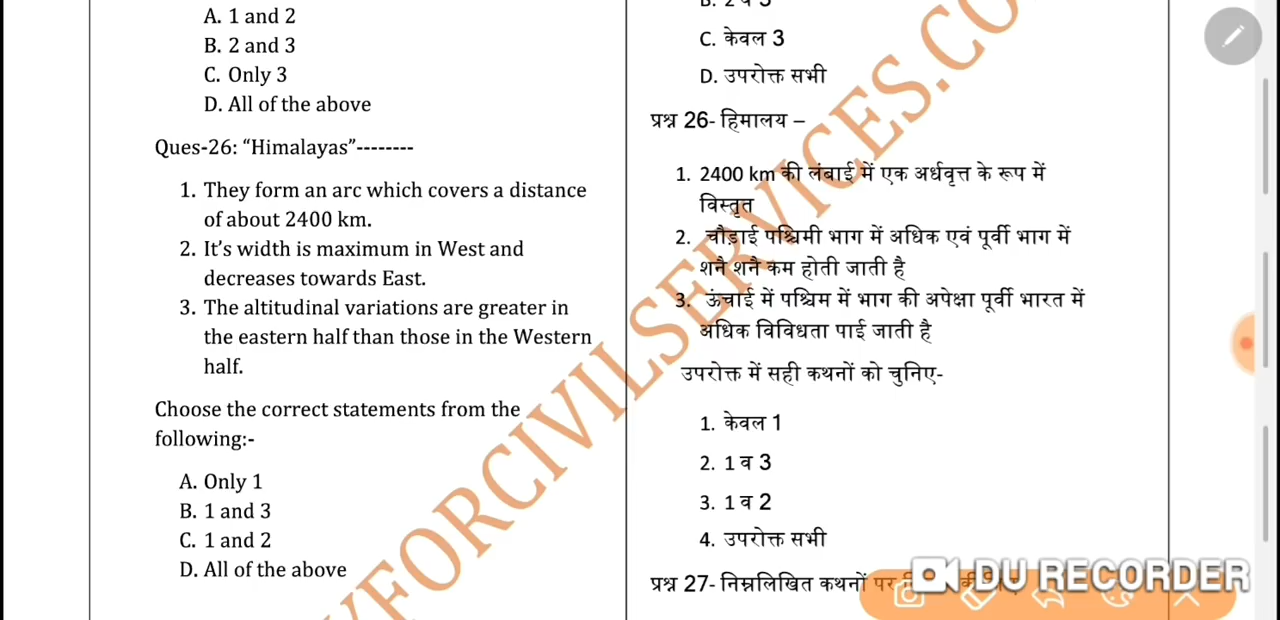 A. 1 and 2
B. 2 and 3
C. Only 3
D. All of the above
Ques-26: “Himalayas”--------
1. They form an arc which covers a distance
of about 2400 km.
2. It’s width is maximum in West and
decreases towards East.
3. The altitudinal variations are greater in
the eastern half than those in the Western
half.
Choose the correct statements from the
following:-
A. Only 1
B. 1 and 3
C. 1 and 2
D. All of the above
C. केवल 3
D. उपरोक्त सभी
प्रश्न 26- हिमालय –
1. 2400 km की लंबाई में एक अर्धवृत्त के रूप में
विस्तृत
2. चौड़ाई पश्चिमी भाग में अधिक एवं पूर्वी भाग में
शनै शनै कम होती जाती है
3. ऊंचाई में पश्चिम में भाग की अपेक्षा पूर्वी भारत में
अधिक विविधता पाई जाती है
उपरोक्त में सही कथनों को चुनिए-
1. केवल 1
2. 1 व 3
3. 1 व 2
4. उपरोक्त सभी
प्रश्न 27- निम्नलिखित कथनों पर
DU RECORDER
FORCIVILSERVICES.CO